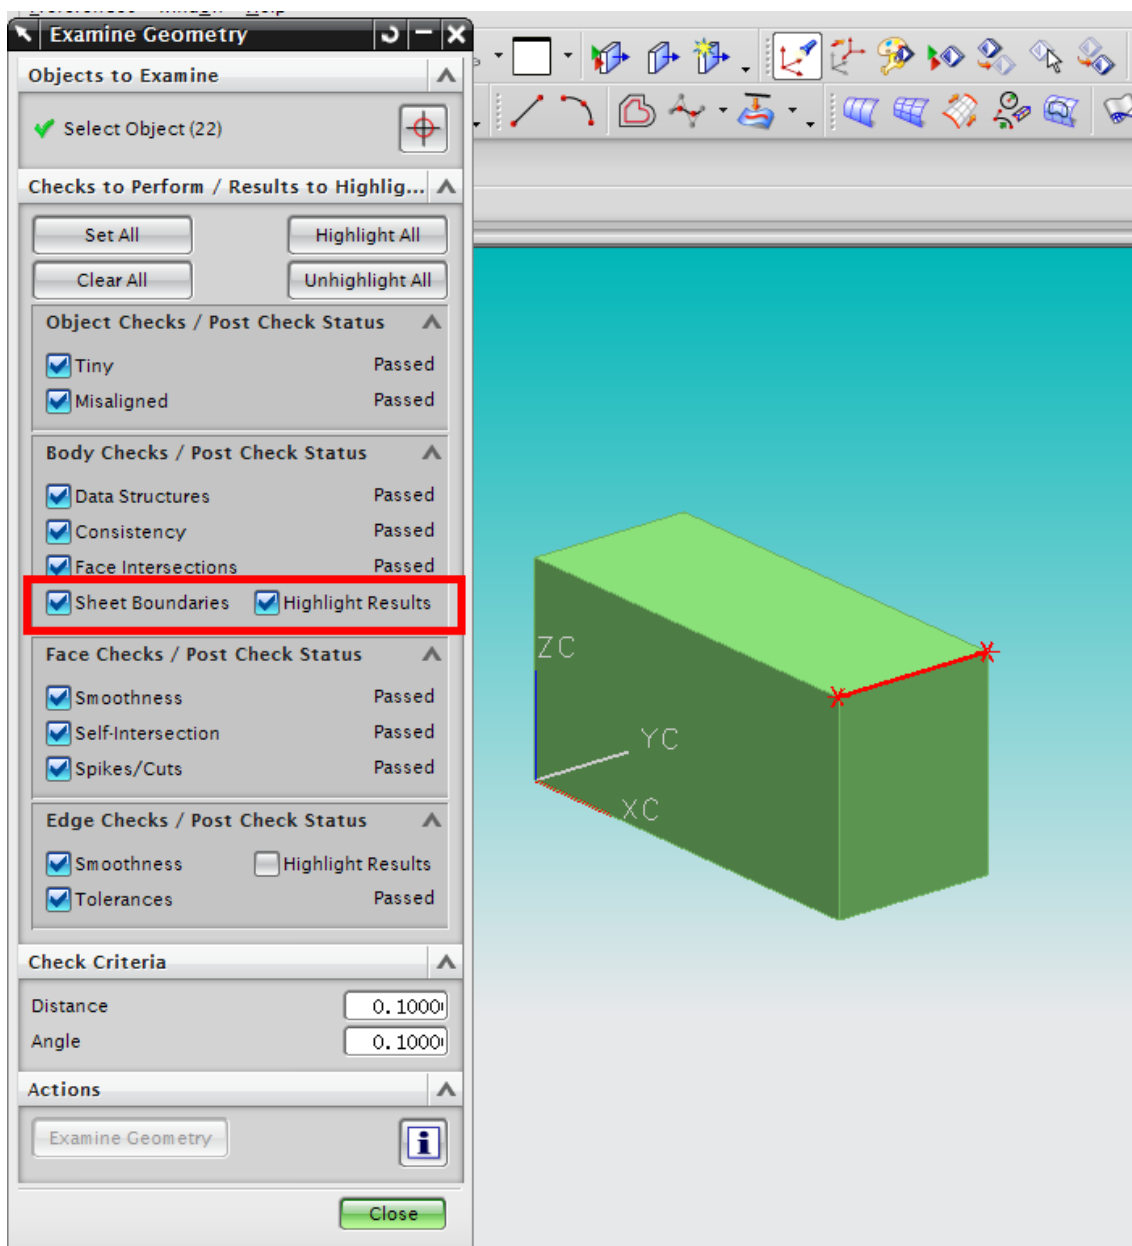 Examine Geometry
Objects to Examine
Select Object (22)
Checks to Perform / Results to Highlig...
Set All Highlight All
Clear All Unhighlight All
Object Checks / Post Check Status
Tiny Passed
Misaligned Passed
Body Checks / Post Check Status
Data Structures Passed
Consistency Passed
Face Intersections Passed
Sheet Boundaries Highlight Results
Face Checks / Post Check Status
Smoothness Passed
Self-Intersection Passed
Spikes/Cuts Passed
Edge Checks / Post Check Status
Smoothness Highlight Results
Tolerances Passed
Check Criteria
Distance 0.1000
Angle 0.1000
Actions
Examine Geometry
Close
ZC
YC
XC